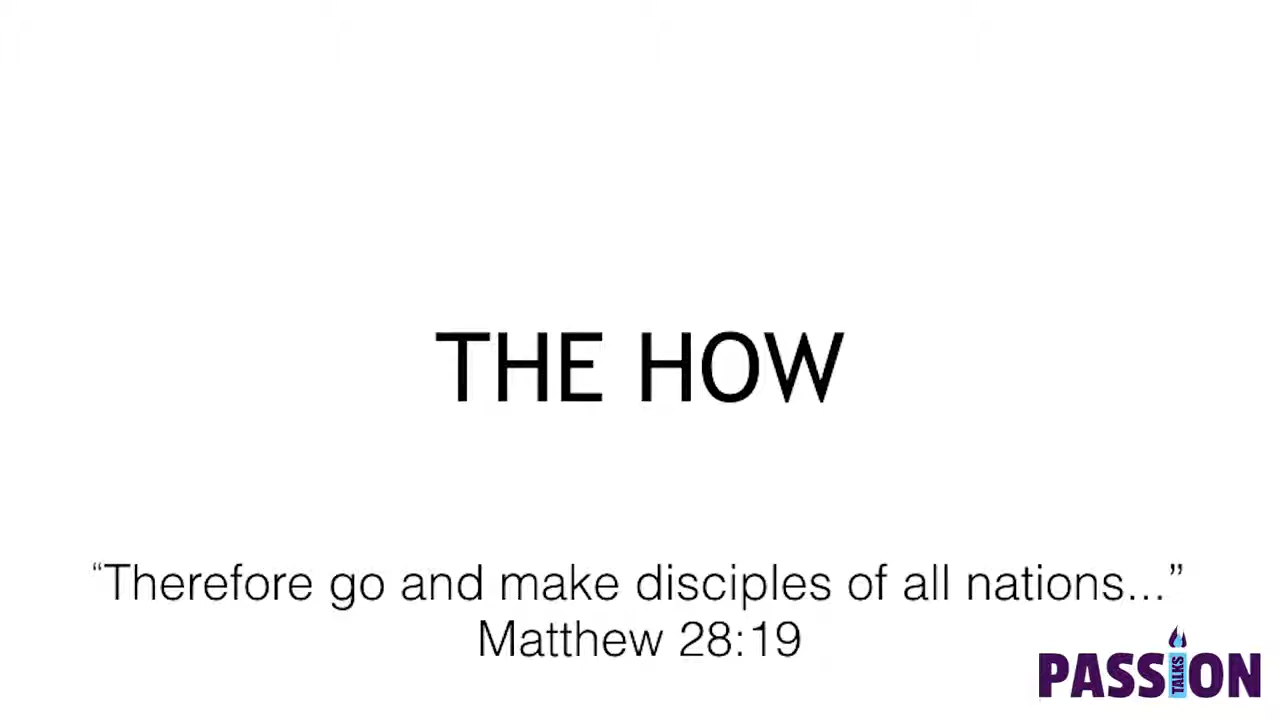 THE HOW
“Therefore go and make disciples of all nations...”
Matthew 28:19
PASSION
TALKS